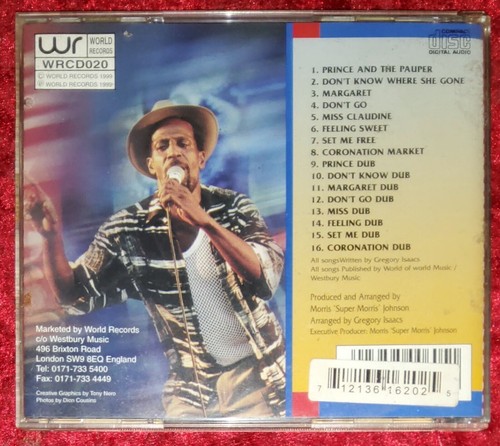 wr
WORLD
RECORDS
WRCD020
© WORLD RECORDS 1999
℗ WORLD RECORDS 1999
COMPACT
DISC
DIGITAL AUDIO
1. PRINCE AND THE PAUPER
2. DON'T KNOW WHERE SHE GONE
3. MARGARET
4. DON'T GO
5. MISS CLAUDINE
6. FEELING SWEET
7. SET ME FREE
8. CORONATION MARKET
9. PRINCE DUB
10. DON'T KNOW DUB
11. MARGARET DUB
12. DON'T GO DUB
13. MISS DUB
14. FEELING DUB
15. SET ME DUB
16. CORONATION DUB
All songsWritten by Gregory Isaacs
All songs Published by World of world Music /
Westbury Music
Produced and Arranged by
Morris 'Super Morris' Johnson
Arranged by Gregory Isaacs
Executive Producer: Morris 'Super Morris' Johnson
Marketed by World Records
c/o Westbury Music
496 Brixton Road
London SW9 8EQ England
Tel: 0171-733 5400
Fax: 0171-733 4449
Creative Graphics by Tony Nero
Photos by Dion Cousins
7 12136 16202 5